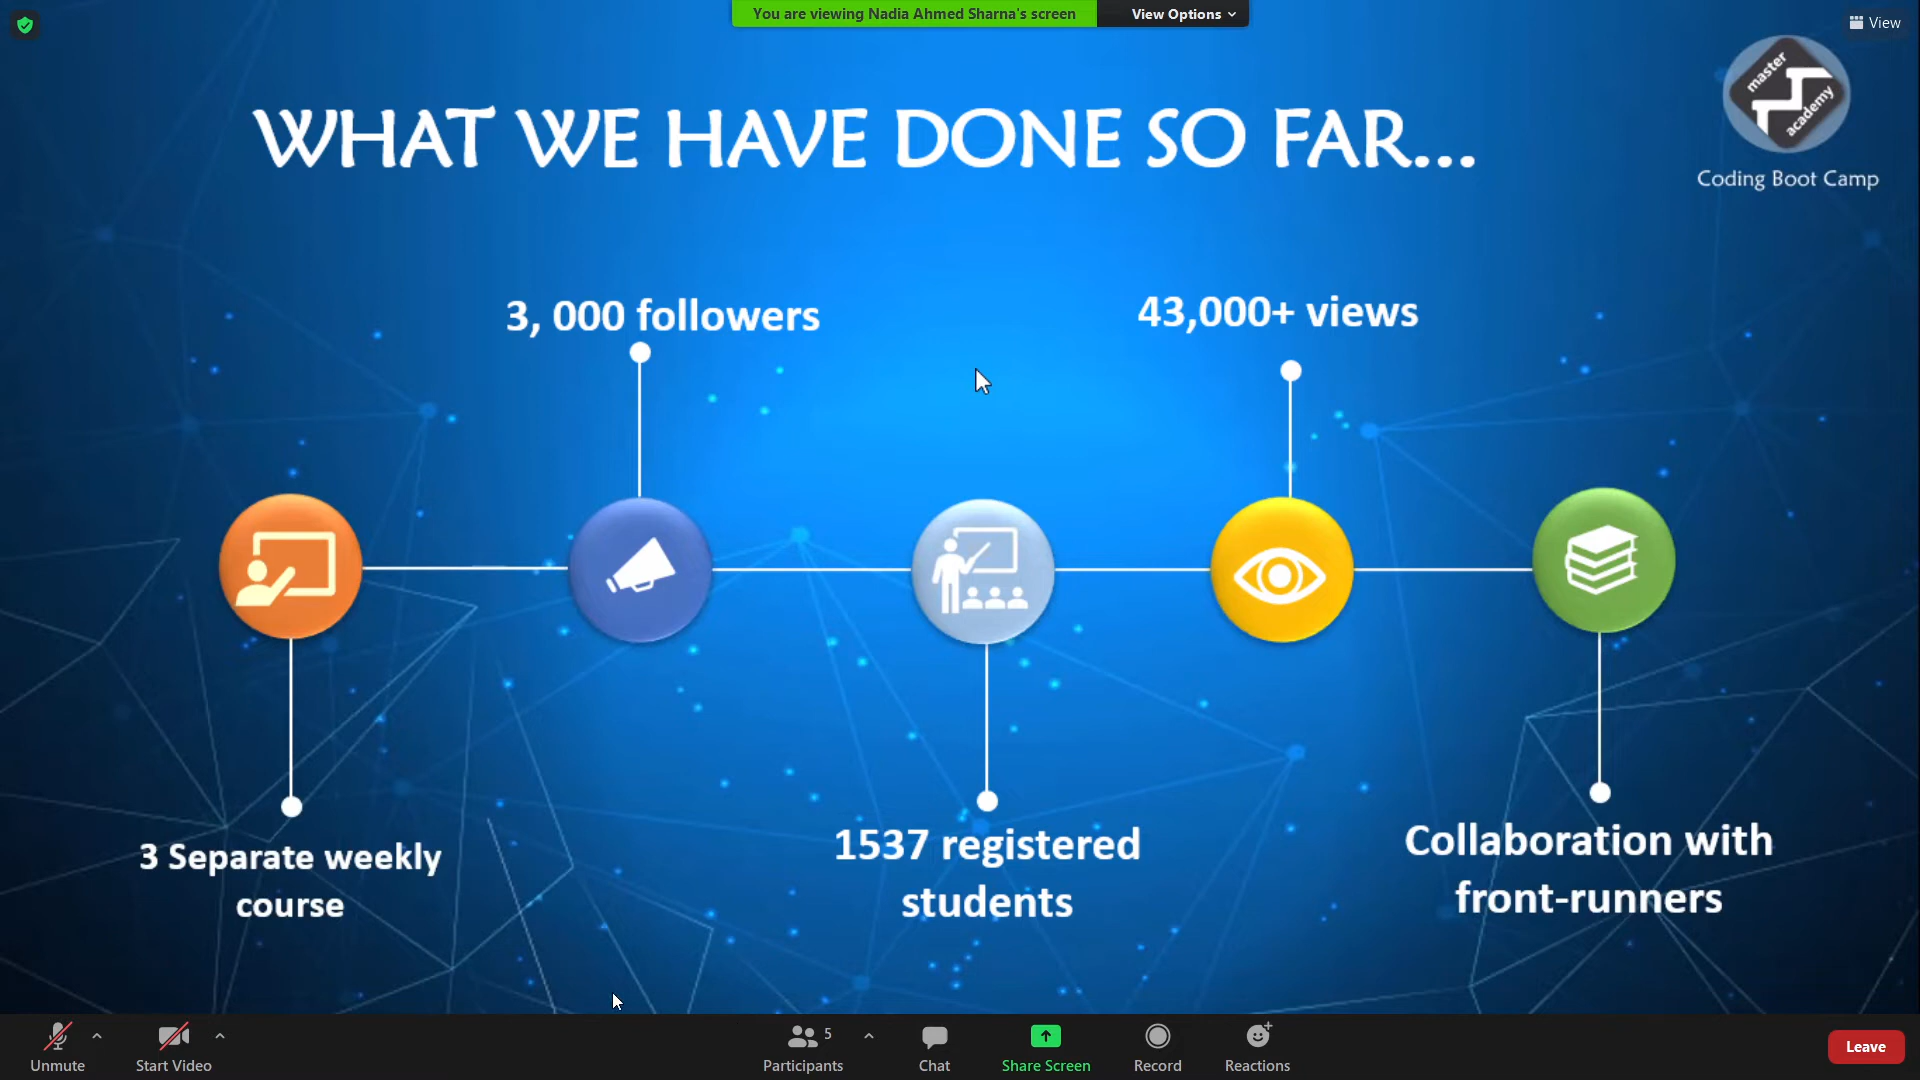 You are viewing Nadia Ahmed Sharna's screen
View Options
View
master
academy
Coding Boot Camp
WHAT WE HAVE DONE SO FAR...
3, 000 followers
43,000+ views
3 Separate weekly
course
1537 registered
students
Collaboration with
front-runners
Unmute
Start Video
5
Participants
Chat
Share Screen
Record
Reactions
Leave